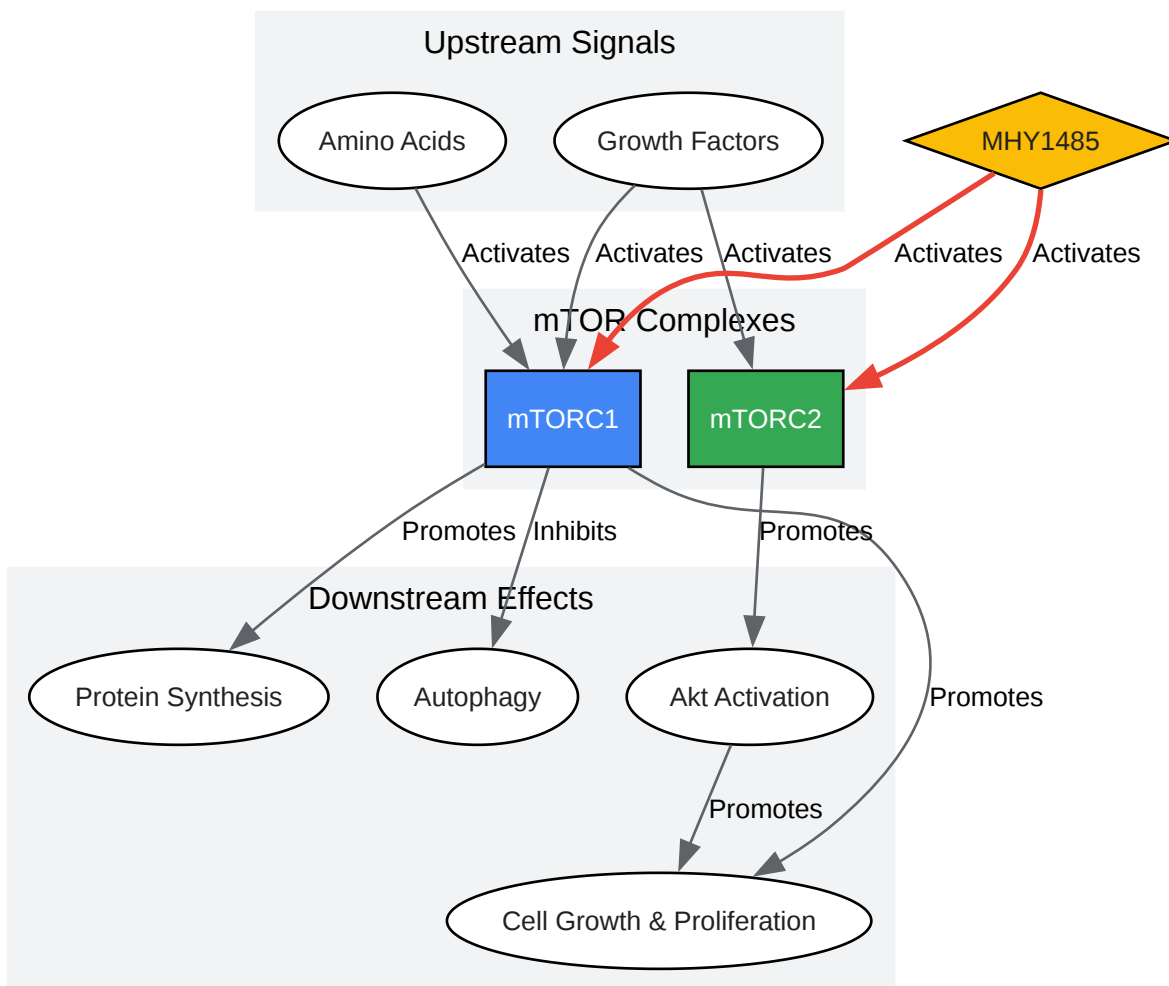 Upstream Signals
Amino Acids
Growth Factors
MHY1485
Activates
Activates
Activates
Activates
Activates
mTOR Complexes
mTORC1
mTORC2
Promotes
Inhibits
Promotes
Downstream Effects
Protein Synthesis
Autophagy
Akt Activation
Promotes
Promotes
Cell Growth & Proliferation